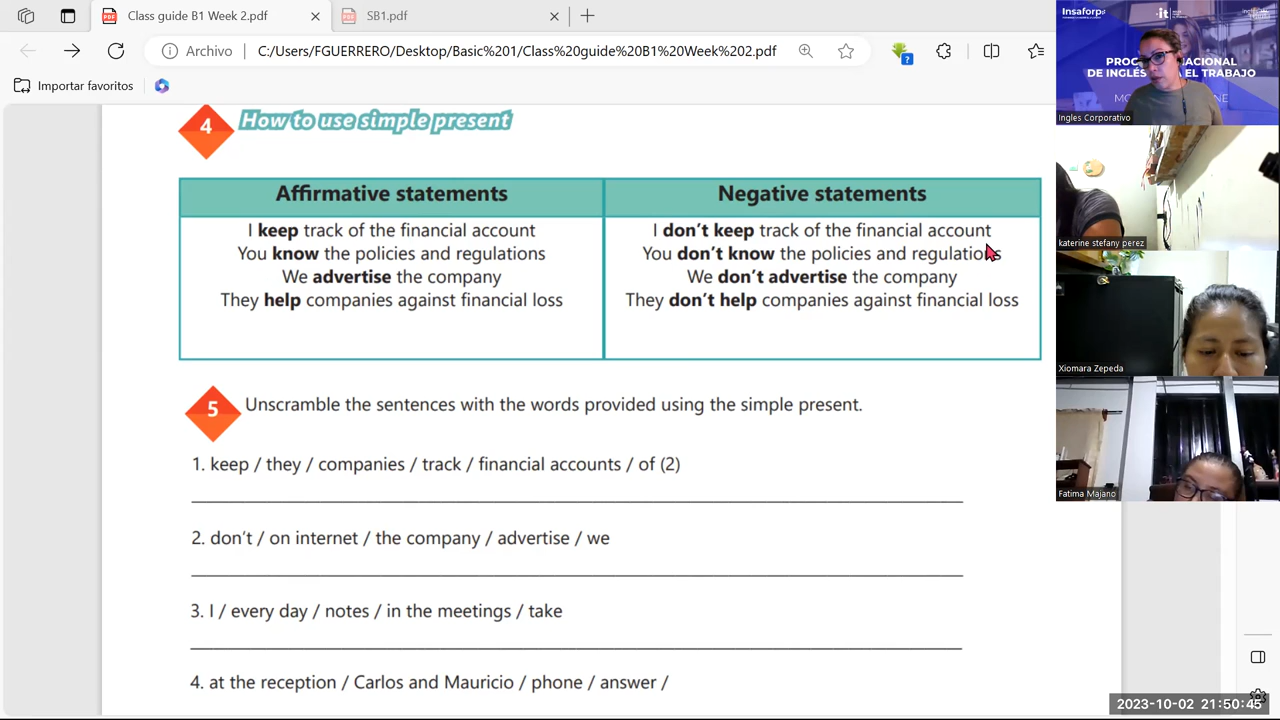 Class guide B1 Week 2.pdf
SB1.pdf
Archivo
C:/Users/FGUERRERO/Desktop/Basic%201/Class%20guide%20B1%20Week%202.pdf
Importar favoritos
4
How to use simple present
Affirmative statements
I keep track of the financial account
You know the policies and regulations
We advertise the company
They help companies against financial loss
Negative statements
I don't keep track of the financial account
You don't know the policies and regulations
We don't advertise the company
They don't help companies against financial loss
5
Unscramble the sentences with the words provided using the simple present.
1. keep / they / companies / track / financial accounts / of (2)
2. don't / on internet / the company / advertise / we
3. I / every day / notes / in the meetings / take
4. at the reception / Carlos and Mauricio / phone / answer /
Insaforp
Ingles Corporativo
katerine stefany perez
Xiomara Zepeda
Fatima Majano
2023-10-02 21:50:45